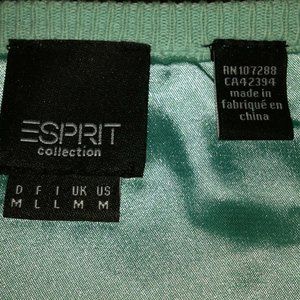 ESPRIT
collection
D F I UK US
M L L M M
RN107288
CA42394
made in
fabriqué en
china